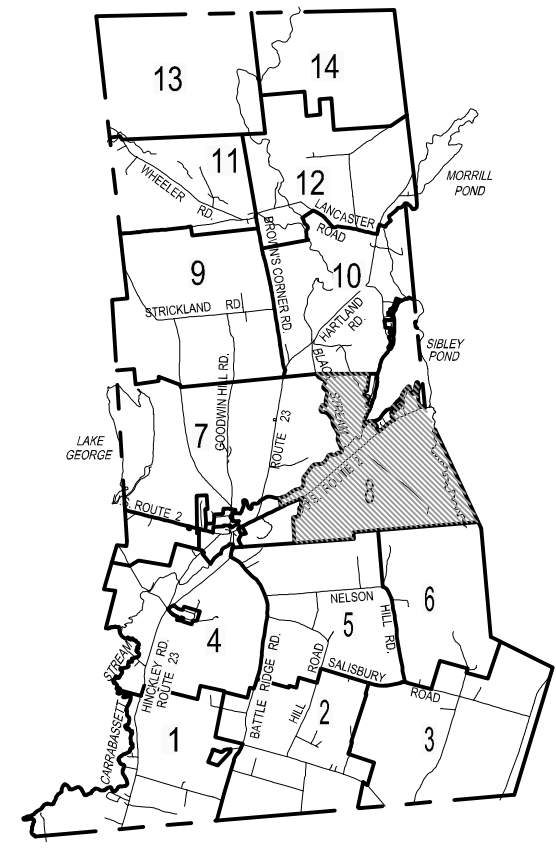 13
14
11
WHEELER
RD.
12
MORRILL
POND
LANCASTER
ROAD
BROWN'S CORNER RD.
9
10
STRICKLAND RD
HARTLAND
RD.
SIBLEY
POND
BLACK
STREAM
GOODWIN HILL RD.
7
ROUTE 23
LAKE
GEORGE
U.S. ROUTE 2
U.S. ROUTE 2
8
NELSON
HILL RD.
6
5
4
HINCKLEY RD.
ROUTE 23
BATTLE RIDGE RD.
ROAD
HILL
SALISBURY
ROAD
STREAM
CARRABASSETT
1
2
3